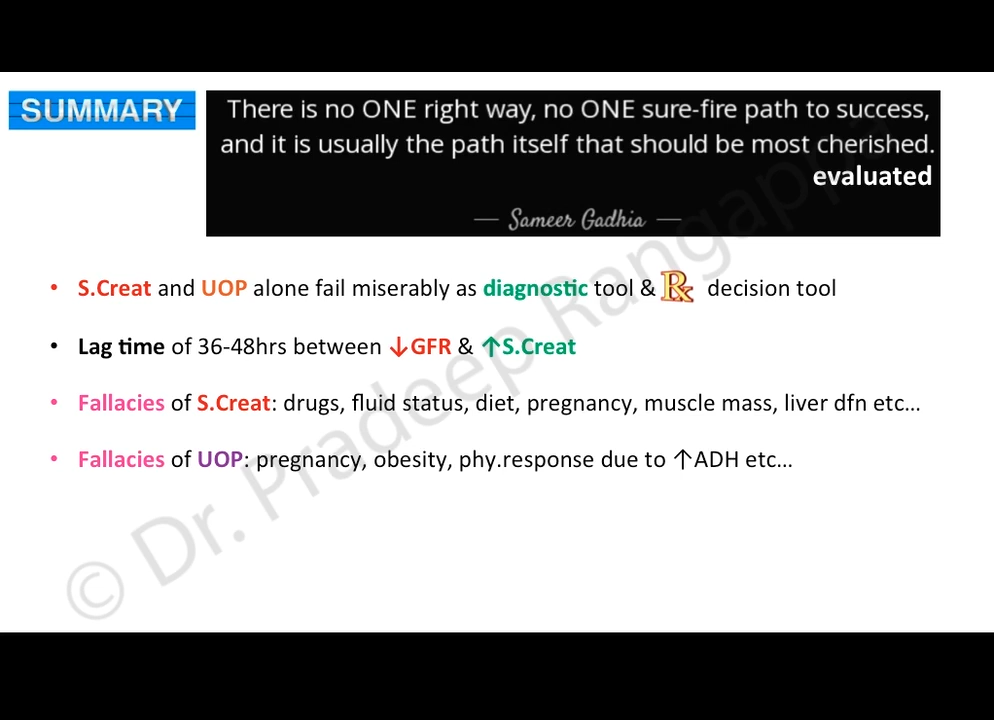 SUMMARY
There is no ONE right way, no ONE sure-fire path to success,
and it is usually the path itself that should be most cherished.
evaluated
— Sameer Gadhia —
• S.Creat and UOP alone fail miserably as diagnostic tool & Rx decision tool
• Lag time of 36-48hrs between ↓GFR & ↑S.Creat
• Fallacies of S.Creat: drugs, fluid status, diet, pregnancy, muscle mass, liver dfn etc...
• Fallacies of UOP: pregnancy, obesity, phy.response due to ↑ADH etc...
© Dr. Pradeep Rangappa